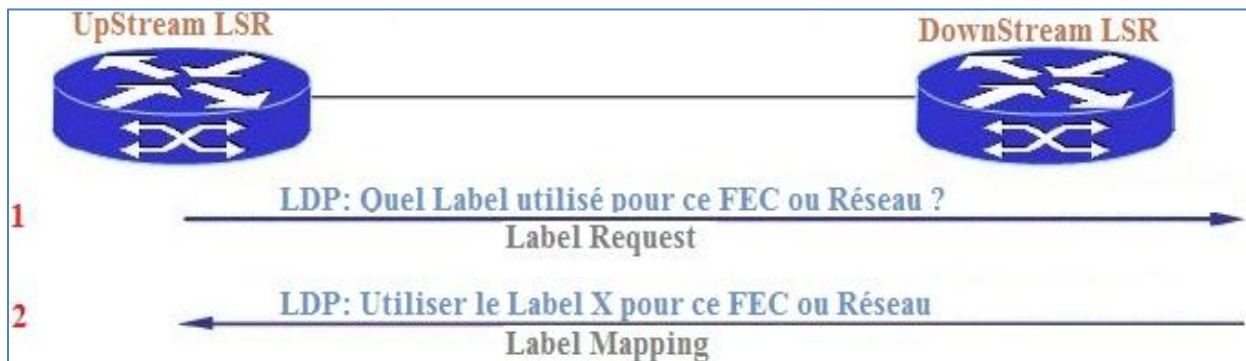 UpStream LSR
DownStream LSR
1
LDP: Quel Label utilisé pour ce FEC ou Réseau ?
Label Request
2
LDP: Utiliser le Label X pour ce FEC ou Réseau
Label Mapping